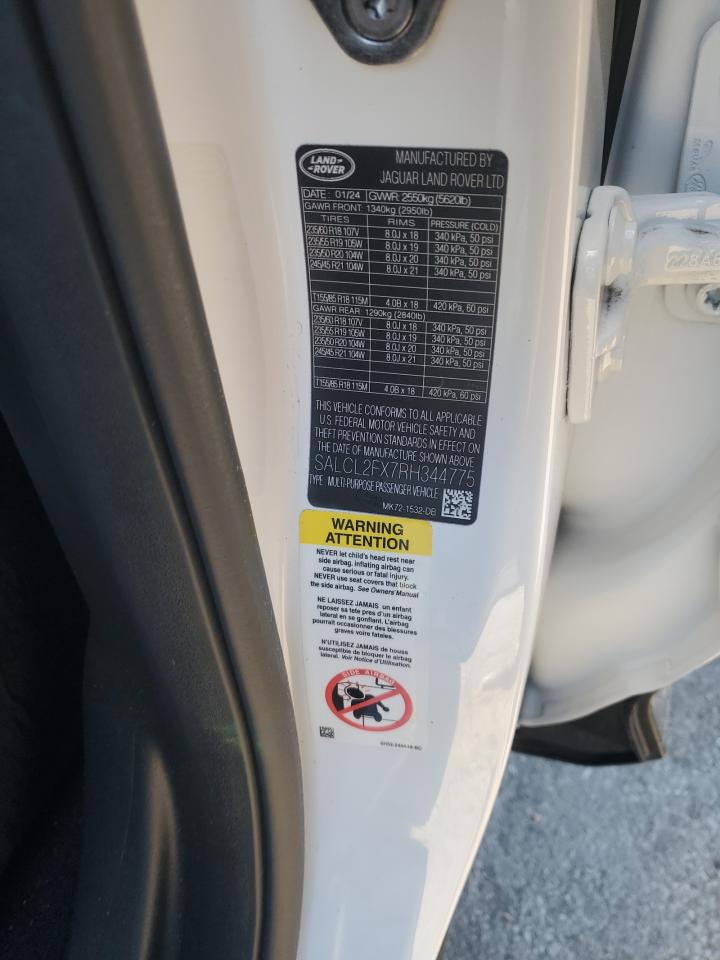 LAND-
ROVER
MANUFACTURED BY
JAGUAR LAND ROVER LTD
DATE: 01/24 GVWR: 2550kg (5620lb)
GAWR FRONT: 1340kg (2950lb)
TIRES RIMS PRESSURE (COLD)
235/60 R18 107V 8.0J x 18 340 kPa, 50 psi
235/55 R19 105W 8.0J x 19 340 kPa, 50 psi
235/50 R20 104W 8.0J x 20 340 kPa, 50 psi
245/45 R21 104W 8.0J x 21 340 kPa, 50 psi
T155/85 R18 115M 4.0B x 18 420 kPa, 60 psi
GAWR REAR: 1290kg (2840lb)
235/60 R18 107V 8.0J x 18 340 kPa, 50 psi
235/55 R19 105W 8.0J x 19 340 kPa, 50 psi
235/50 R20 104W 8.0J x 20 340 kPa, 50 psi
245/45 R21 104W 8.0J x 21 340 kPa, 50 psi
T155/85 R18 115M 4.0B x 18 420 kPa, 60 psi
THIS VEHICLE CONFORMS TO ALL APPLICABLE
U.S. FEDERAL MOTOR VEHICLE SAFETY AND
THEFT PREVENTION STANDARDS IN EFFECT ON
THE DATE OF MANUFACTURE SHOWN ABOVE
SALCL2FX7RH344775
TYPE: MULTI-PURPOSE PASSENGER VEHICLE
MK72-1532-DB
WARNING
ATTENTION
NEVER let child's head rest near
side airbag. inflating airbag can
cause serious or fatal injury.
NEVER use seat covers that block
the side airbag. See Owners'Manual
NE LAISSEZ JAMAIS un enfant
reposer sa tete pres d'un airbag
lateral en se gonflant. L'airbag
pourrait occasionner des blessures
graves voire fatales.
N'UTILISEZ JAMAIS de housse
susceptible de bloquer le airbag
lateral. Voir Notice d'Utilisation.
SIDE AIRBAG